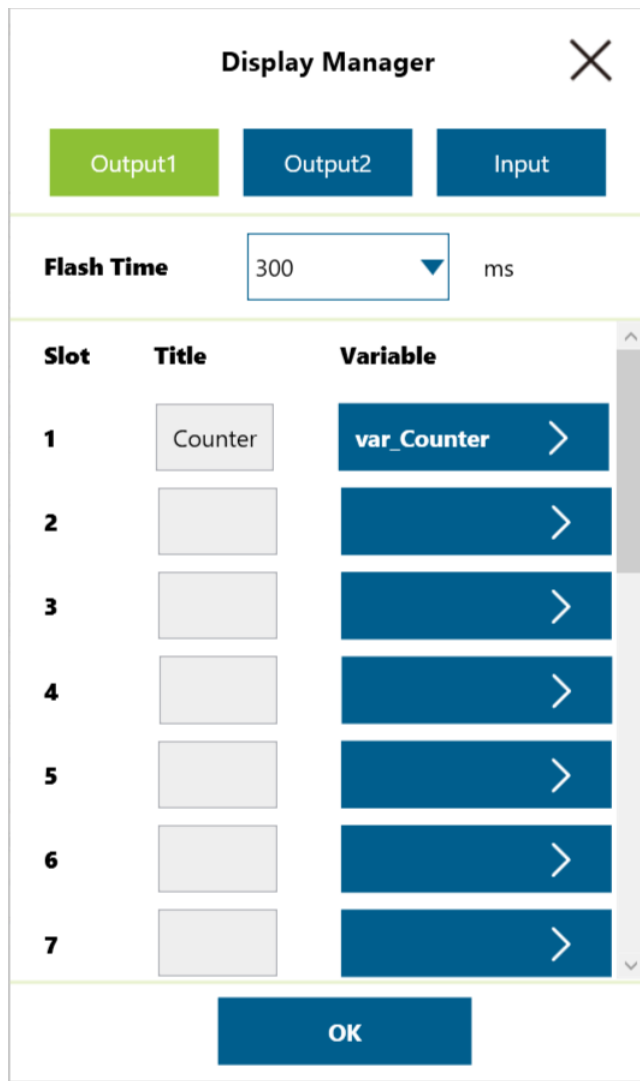 Display Manager
Output1 Output2 Input
Flash Time 300 ms
Slot Title Variable
1 Counter var_Counter
2
3
4
5
6
7
OK